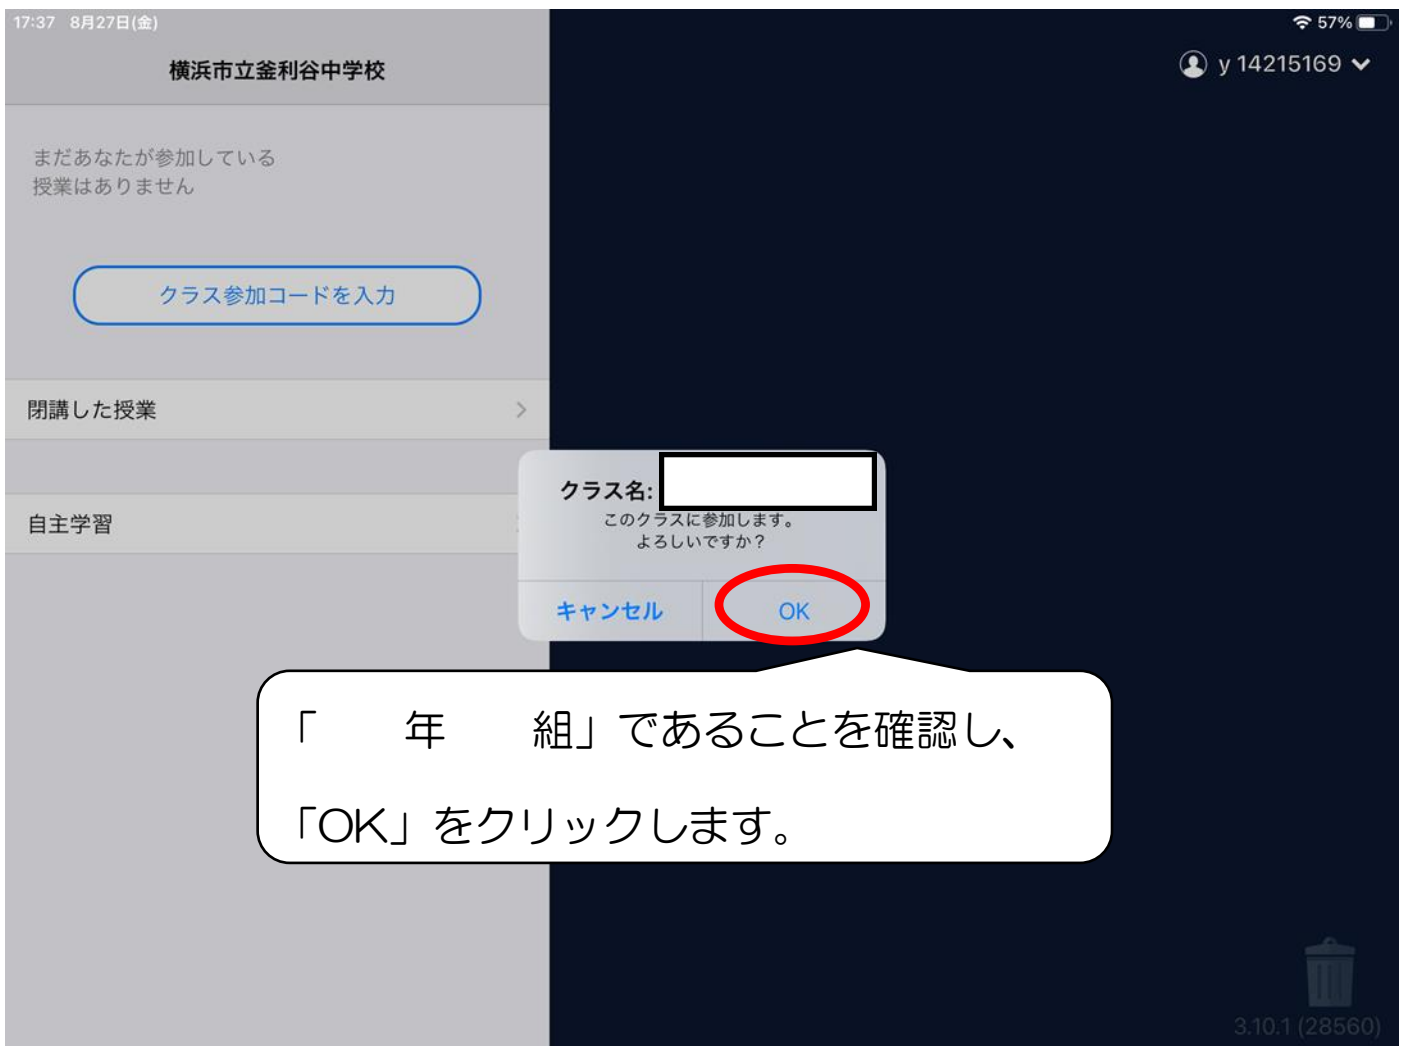 17:37 8月27日(金)
57%
横浜市立釜利谷中学校
y 14215169
まだあなたが参加している
授業はありません
クラス参加コードを入力
閉講した授業
自主学習
クラス名:
このクラスに参加します。
よろしいですか？
キャンセル
OK
「　　年　　組」であることを確認し、
「OK」をクリックします。
3.10.1 (28560)